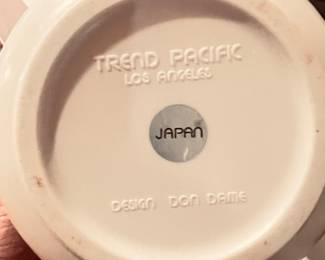 TREND PACIFIC
LOS ANGELES
JAPAN
DESIGN DON DAME